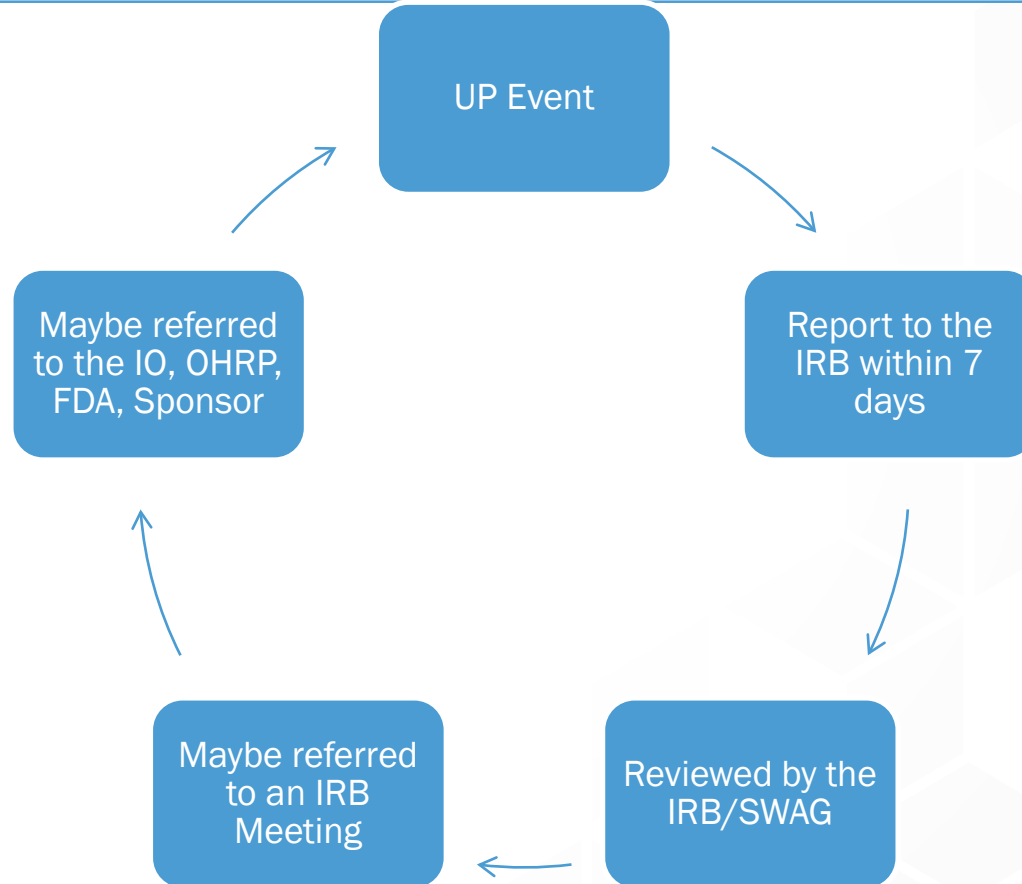 UP Event
Report to the
IRB within 7
days
Reviewed by the
IRB/SWAG
Maybe referred
to an IRB
Meeting
Maybe referred
to the IO, OHRP,
FDA, Sponsor